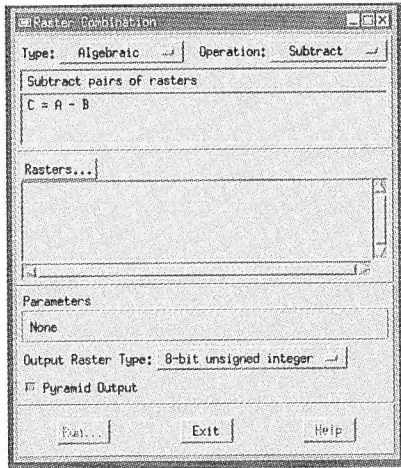 Raster Combination
Type: Algebraic Operation: Subtract
Subtract pairs of rasters
C = A - B
Rasters...
Parameters
None
Output Raster Type: 8-bit unsigned integer
Pyramid Output
Run... Exit Help